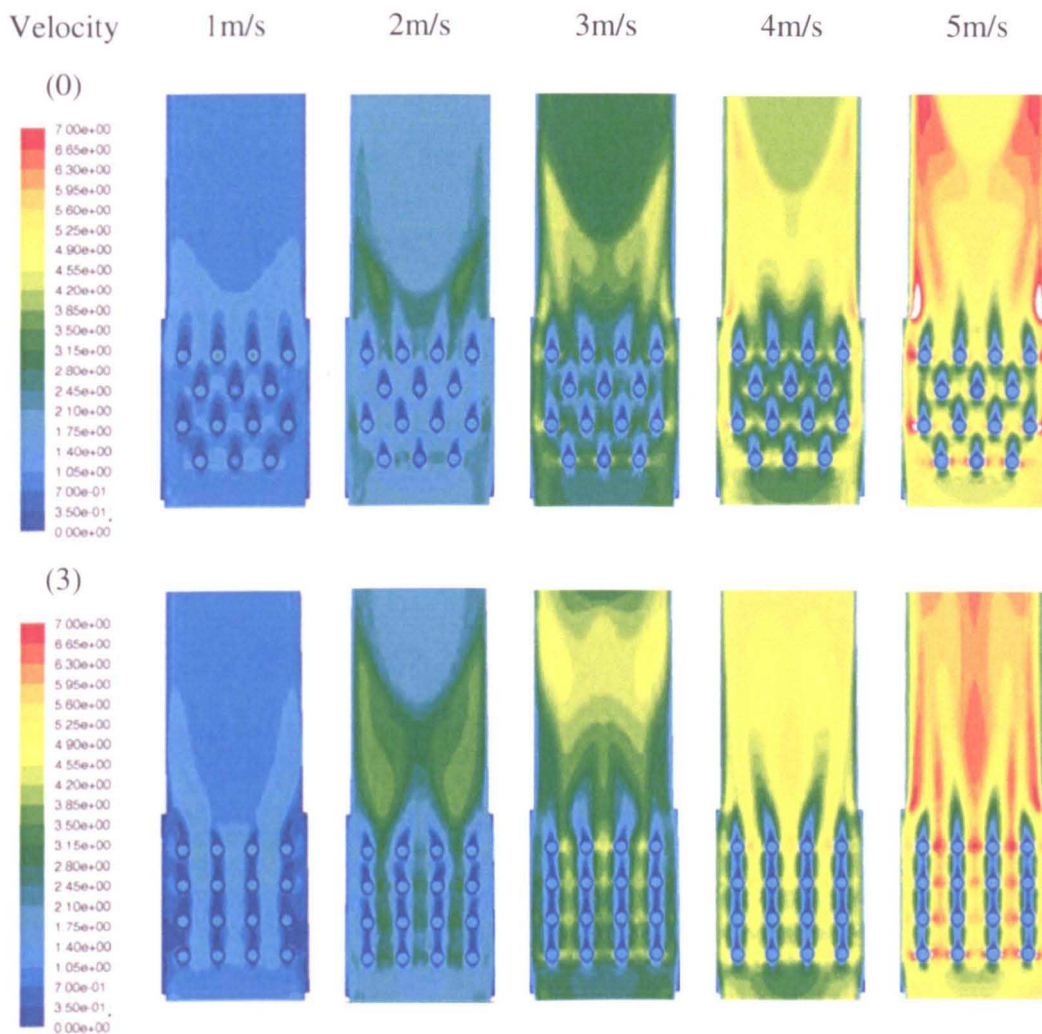 Velocity 1m/s 2m/s 3m/s 4m/s 5m/s
(0)
7.00e+00
6.65e+00
6.30e+00
5.95e+00
5.60e+00
5.25e+00
4.90e+00
4.55e+00
4.20e+00
3.85e+00
3.50e+00
3.15e+00
2.80e+00
2.45e+00
2.10e+00
1.75e+00
1.40e+00
1.05e+00
7.00e-01
3.50e-01
0.00e+00
(3)
7.00e+00
6.65e+00
6.30e+00
5.95e+00
5.60e+00
5.25e+00
4.90e+00
4.55e+00
4.20e+00
3.85e+00
3.50e+00
3.15e+00
2.80e+00
2.45e+00
2.10e+00
1.75e+00
1.40e+00
1.05e+00
7.00e-01
3.50e-01
0.00e+00